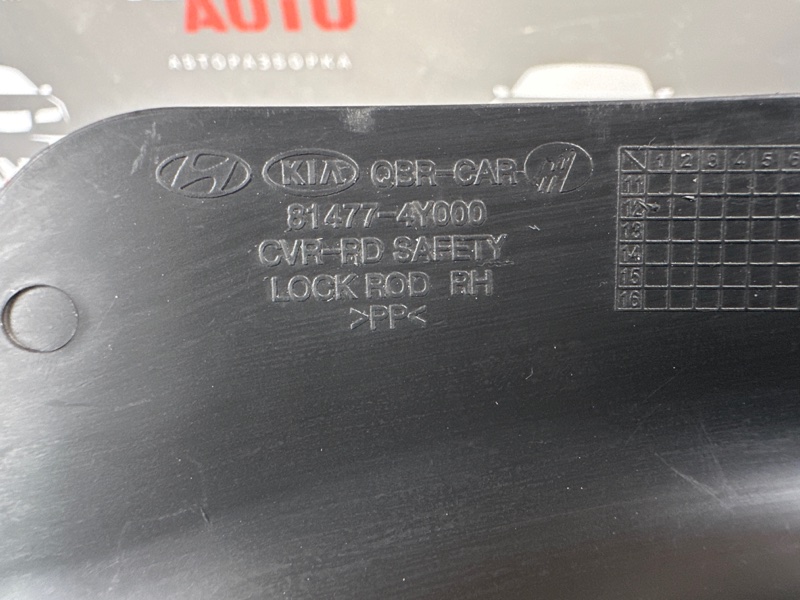 AUTO
АВТОРАЗБОРКА
KIA QBR-CAR-
81477-4Y000
CVR-RD SAFETY
LOCK ROD RH
>PP<
1 2 3 4 5 6
11
12
13
14
15
16